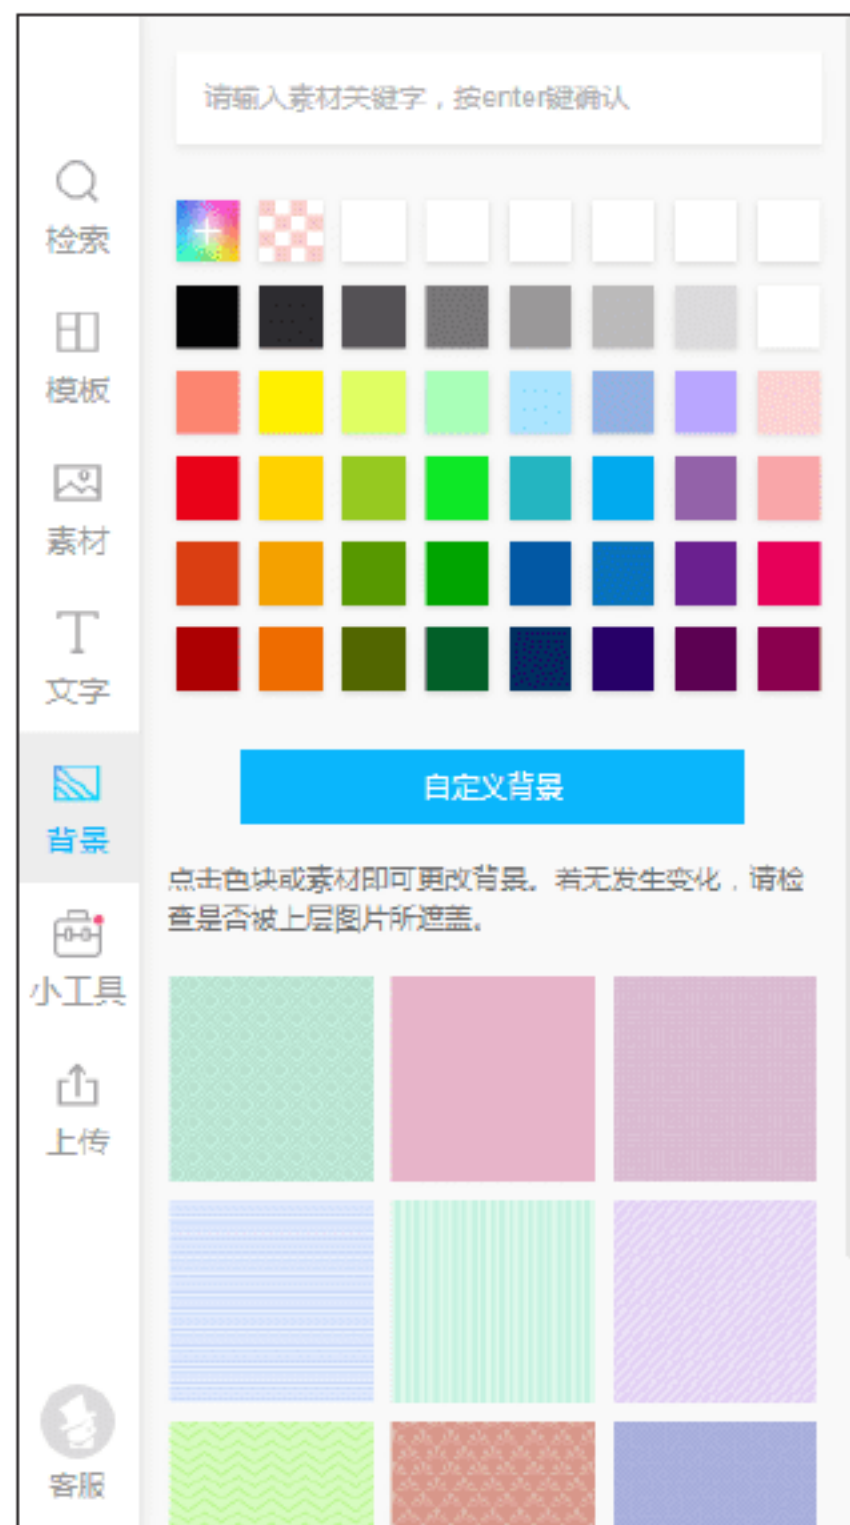 请输入素材关键字，按enter键确认
检索
模板
素材
文字
自定义背景
背景
点击色块或素材即可更改背景。若无发生变化，请检
查是否被上层图片所遮盖。
小工具
上传
客服